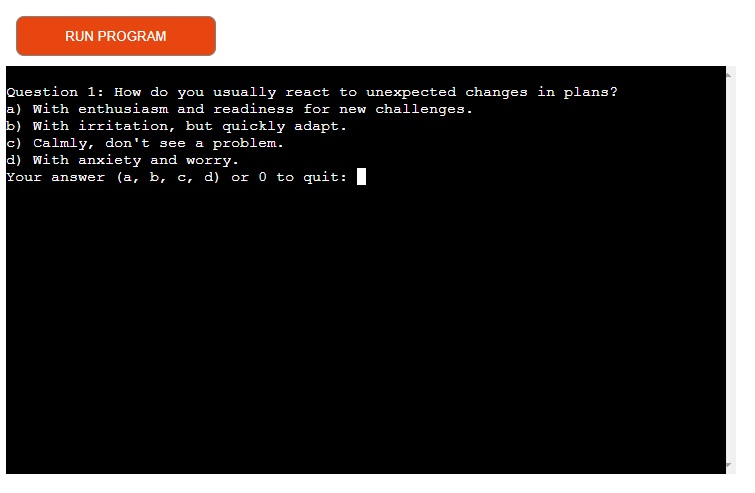 RUN PROGRAM
Question 1: How do you usually react to unexpected changes in plans?
a) With enthusiasm and readiness for new challenges.
b) With irritation, but quickly adapt.
c) Calmly, don't see a problem.
d) With anxiety and worry.
Your answer (a, b, c, d) or 0 to quit: